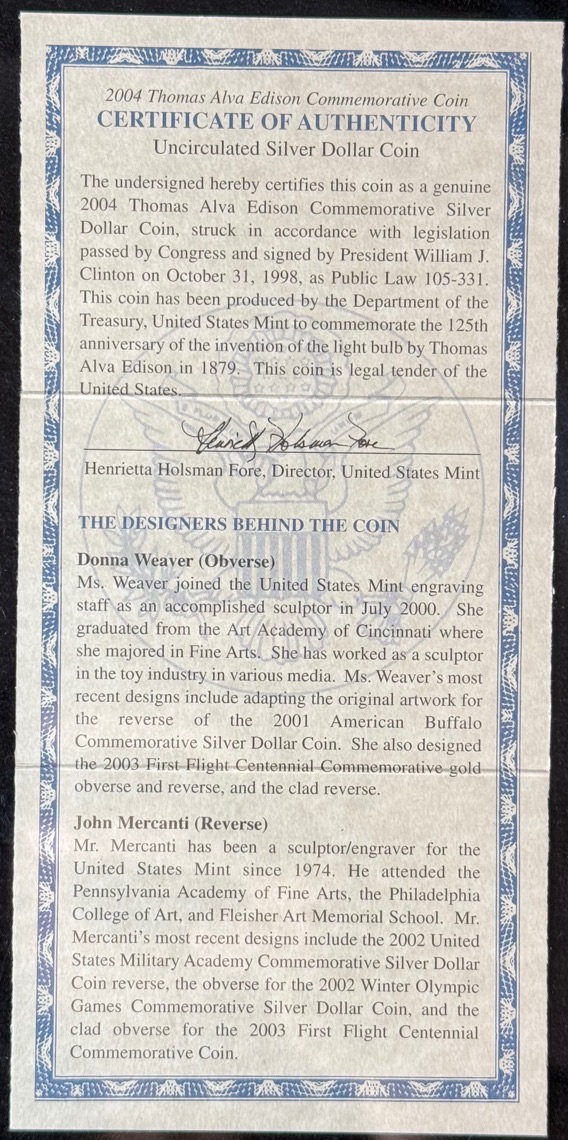 2004 Thomas Alva Edison Commemorative Coin
CERTIFICATE OF AUTHENTICITY
Uncirculated Silver Dollar Coin
The undersigned hereby certifies this coin as a genuine
2004 Thomas Alva Edison Commemorative Silver
Dollar Coin, struck in accordance with legislation
passed by Congress and signed by President William J.
Clinton on October 31, 1998, as Public Law 105-331.
This coin has been produced by the Department of the
Treasury, United States Mint to commemorate the 125th
anniversary of the invention of the light bulb by Thomas
Alva Edison in 1879. This coin is legal tender of the
United States.
Henrietta Holsman Fore
Henrietta Holsman Fore, Director, United States Mint
THE DESIGNERS BEHIND THE COIN
Donna Weaver (Obverse)
Ms. Weaver joined the United States Mint engraving
staff as an accomplished sculptor in July 2000. She
graduated from the Art Academy of Cincinnati where
she majored in Fine Arts. She has worked as a sculptor
in the toy industry in various media. Ms. Weaver's most
recent designs include adapting the original artwork for
the reverse of the 2001 American Buffalo
Commemorative Silver Dollar Coin. She also designed
the 2003 First Flight Centennial Commemorative gold
obverse and reverse, and the clad reverse.
John Mercanti (Reverse)
Mr. Mercanti has been a sculptor/engraver for the
United States Mint since 1974. He attended the
Pennsylvania Academy of Fine Arts, the Philadelphia
College of Art, and Fleisher Art Memorial School. Mr.
Mercanti's most recent designs include the 2002 United
States Military Academy Commemorative Silver Dollar
Coin reverse, the obverse for the 2002 Winter Olympic
Games Commemorative Silver Dollar Coin, and the
clad obverse for the 2003 First Flight Centennial
Commemorative Coin.